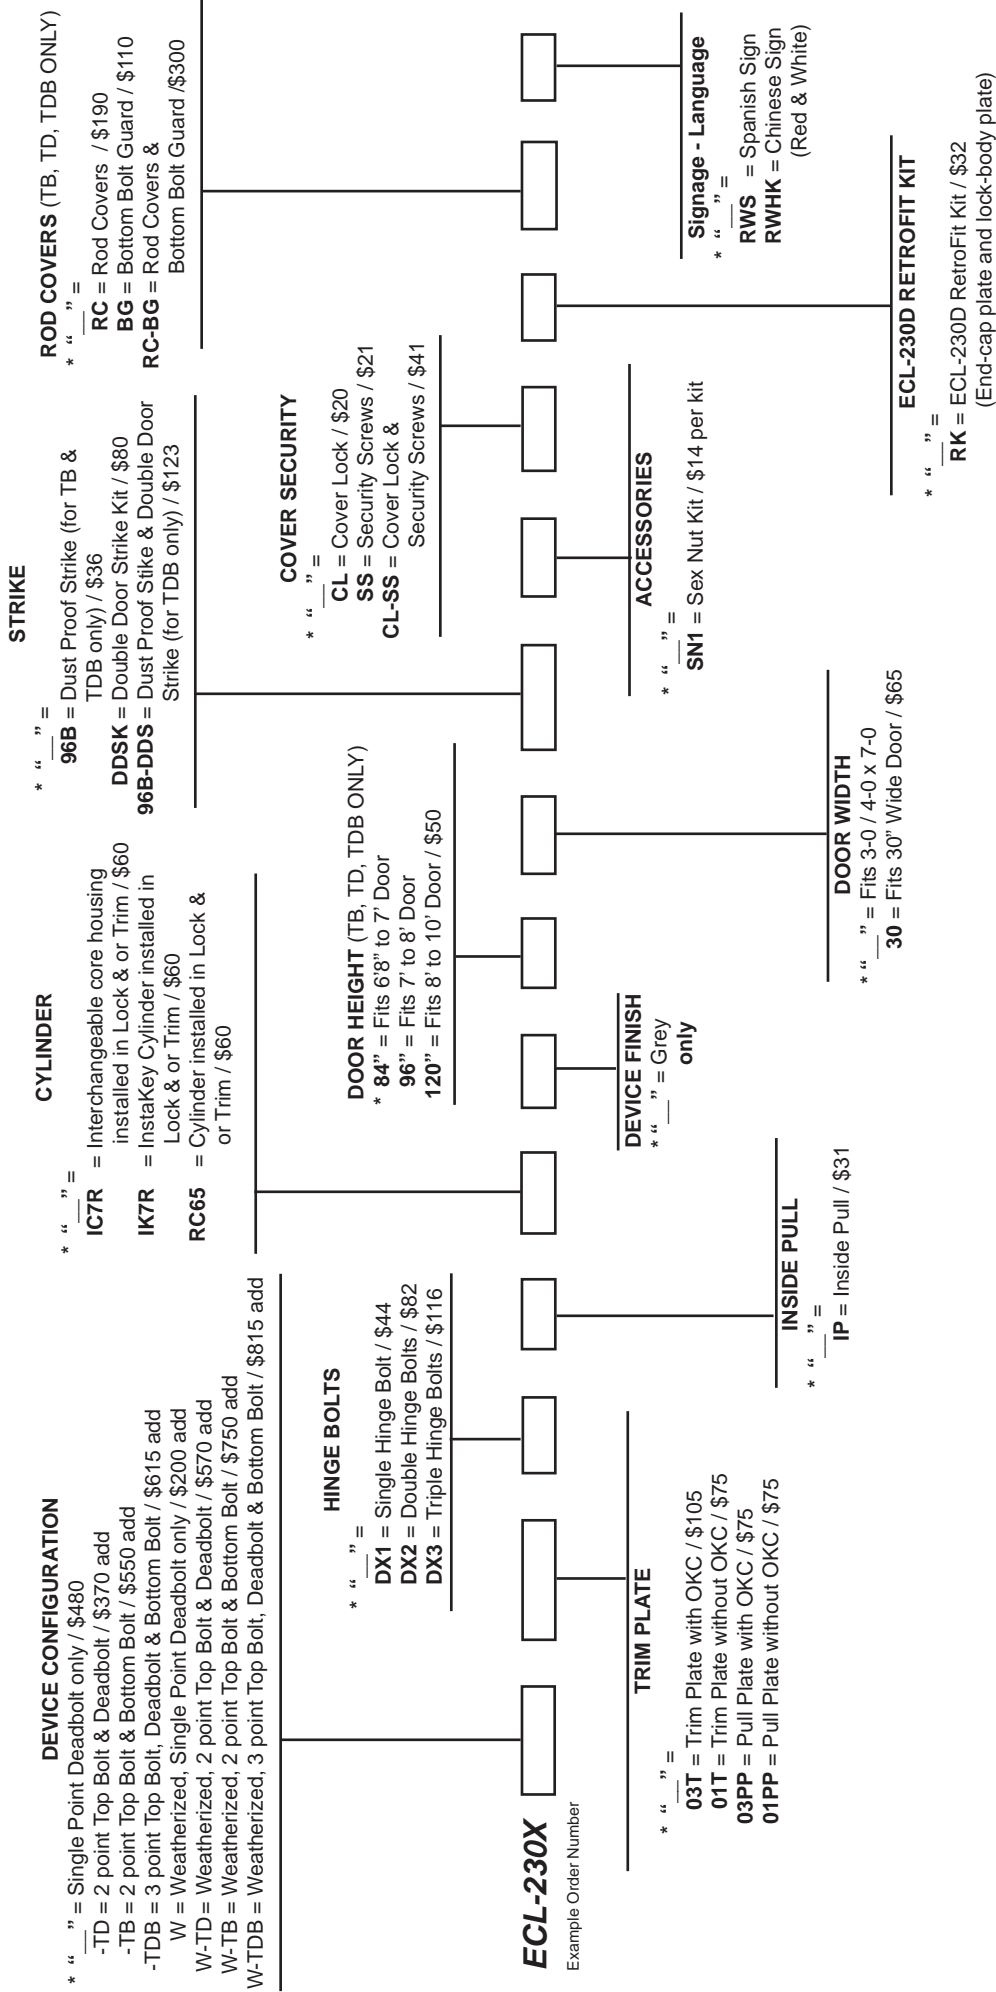 DEVICE CONFIGURATION
* “ __ ” = Single Point Deadbolt only / $480
-TD = 2 point Top Bolt & Deadbolt / $370 add
-TB = 2 point Top Bolt & Bottom Bolt / $550 add
-TDB = 3 point Top Bolt, Deadbolt & Bottom Bolt / $615 add
W = Weatherized, Single Point Deadbolt only / $200 add
W-TD = Weatherized, 2 point Top Bolt & Deadbolt / $570 add
W-TB = Weatherized, 2 point Top Bolt & Bottom Bolt / $750 add
W-TDB = Weatherized, 3 point Top Bolt, Deadbolt & Bottom Bolt / $815 add
CYLINDER
* “ __ ” =
IC7R = Interchangeable core housing
installed in Lock & or Trim / $60
IK7R = InstaKey Cylinder installed in
Lock & or Trim / $60
RC65 = Cylinder installed in Lock &
or Trim / $60
STRIKE
* “ __ ” =
96B = Dust Proof Strike (for TB &
TDB only) / $36
DDSK = Double Door Strike Kit / $80
96B-DDS = Dust Proof Stike & Double Door
Strike (for TDB only) / $123
ROD COVERS (TB, TD, TDB ONLY)
* “ __ ” =
RC = Rod Covers / $190
BG = Bottom Bolt Guard / $110
RC-BG = Rod Covers &
Bottom Bolt Guard /$300
HINGE BOLTS
* “ __ ” =
DX1 = Single Hinge Bolt / $44
DX2 = Double Hinge Bolts / $82
DX3 = Triple Hinge Bolts / $116
DOOR HEIGHT (TB, TD, TDB ONLY)
* 84” = Fits 6’8” to 7’ Door
96” = Fits 7’ to 8’ Door
120” = Fits 8’ to 10’ Door / $50
COVER SECURITY
* “ __ ” =
CL = Cover Lock / $20
SS = Security Screws / $21
CL-SS = Cover Lock &
Security Screws / $41
ECL-230X
Example Order Number
TRIM PLATE
* “ __ ” =
03T = Trim Plate with OKC / $105
01T = Trim Plate without OKC / $75
03PP = Pull Plate with OKC / $75
01PP = Pull Plate without OKC / $75
INSIDE PULL
* “ __ ” =
IP = Inside Pull / $31
DEVICE FINISH
* “ __ ” = Grey
only
DOOR WIDTH
* “ __ ” = Fits 3-0 / 4-0 x 7-0
30 = Fits 30” Wide Door / $65
ACCESSORIES
* “ __ ” =
SN1 = Sex Nut Kit / $14 per kit
ECL-230D RETROFIT KIT
* “ __ ” =
RK = ECL-230D RetroFit Kit / $32
(End-cap plate and lock-body plate)
Signage - Language
* “ __ ” =
RWS = Spanish Sign
RWHK = Chinese Sign
(Red & White)